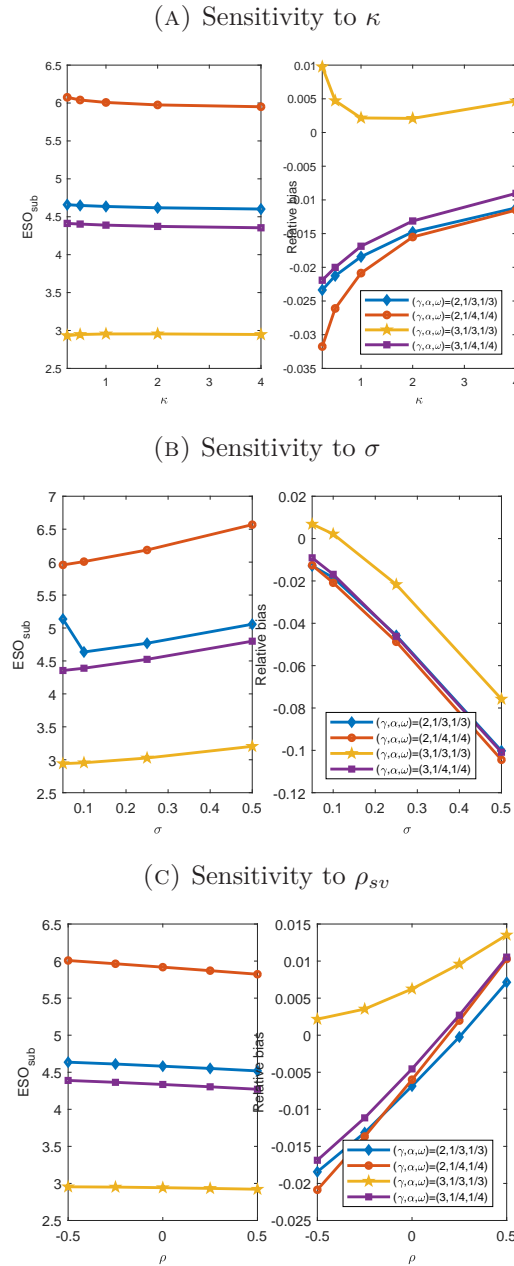 (A) Sensitivity to κ
6.5
6
5.5
5
4.5
4
3.5
3
2.5
1
2
3
4
κ
ESO_sub
0.01
0.005
0
-0.005
-0.01
-0.015
-0.02
-0.025
-0.03
-0.035
1
2
3
4
κ
Relative bias
(γ,α,ω)=(2,1/3,1/3)
(γ,α,ω)=(2,1/4,1/4)
(γ,α,ω)=(3,1/3,1/3)
(γ,α,ω)=(3,1/4,1/4)
(B) Sensitivity to σ
7
6.5
6
5.5
5
4.5
4
3.5
3
2.5
0.1
0.2
0.3
0.4
0.5
σ
ESO_sub
0.02
0
-0.02
-0.04
-0.06
-0.08
-0.1
-0.12
0.1
0.2
0.3
0.4
0.5
σ
Relative bias
(γ,α,ω)=(2,1/3,1/3)
(γ,α,ω)=(2,1/4,1/4)
(γ,α,ω)=(3,1/3,1/3)
(γ,α,ω)=(3,1/4,1/4)
(C) Sensitivity to ρ_sv
6.5
6
5.5
5
4.5
4
3.5
3
2.5
-0.5
0
0.5
ρ
ESO_sub
0.015
0.01
0.005
0
-0.005
-0.01
-0.015
-0.02
-0.025
-0.5
0
0.5
ρ
Relative bias
(γ,α,ω)=(2,1/3,1/3)
(γ,α,ω)=(2,1/4,1/4)
(γ,α,ω)=(3,1/3,1/3)
(γ,α,ω)=(3,1/4,1/4)